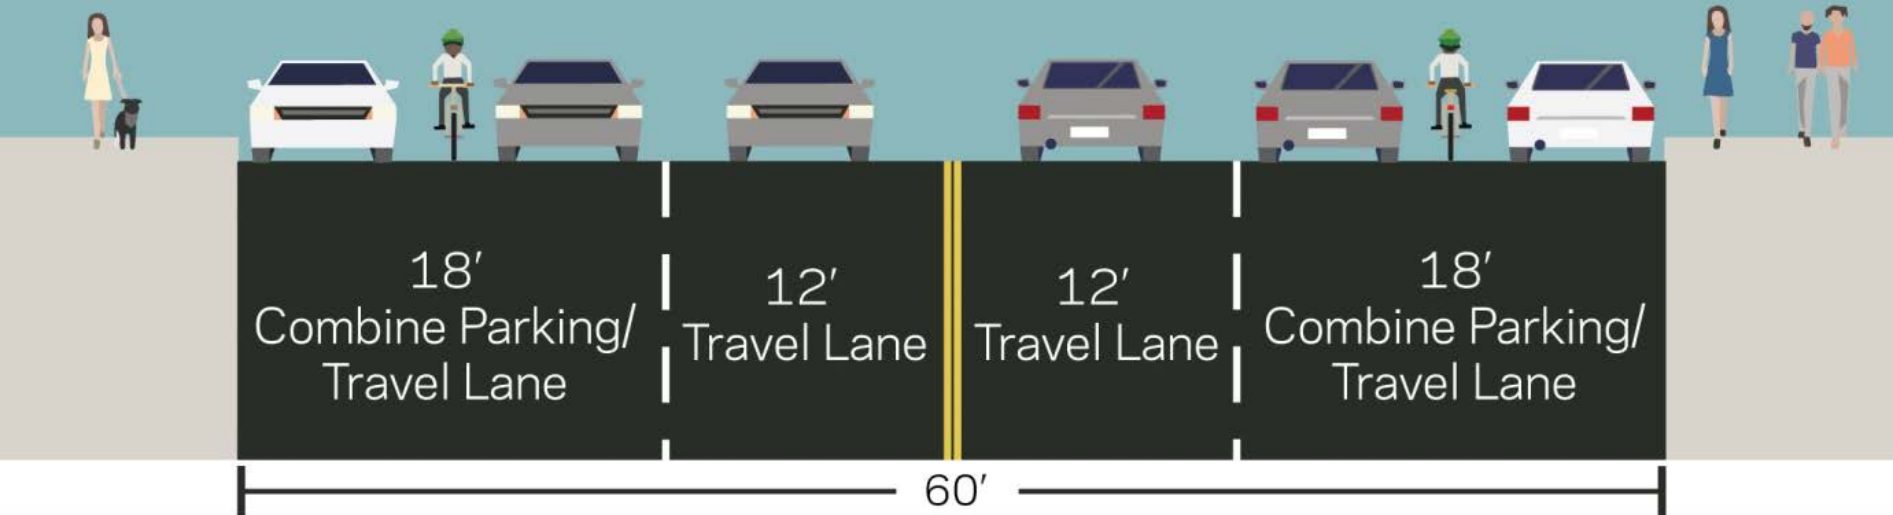 18′
Combine Parking/
Travel Lane
12′
Travel Lane
12′
Travel Lane
18′
Combine Parking/
Travel Lane
60′